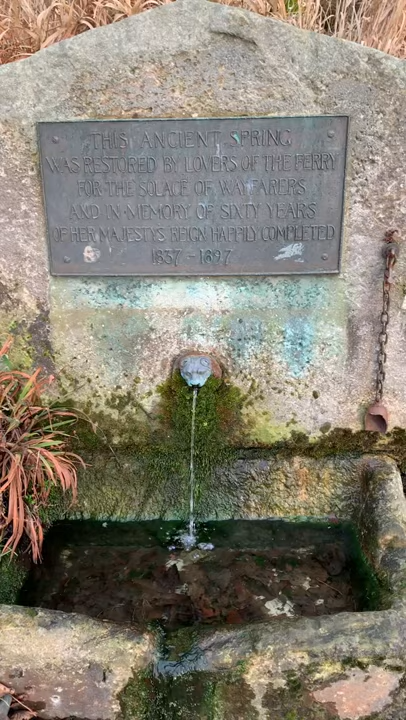 THIS ANCIENT SPRING
WAS RESTORED BY LOVERS OF THE FERRY
FOR THE SOLACE OF WAYFARERS
AND IN MEMORY OF SIXTY YEARS
OF HER MAJESTYS REIGN HAPPILY COMPLETED
1837 - 1897